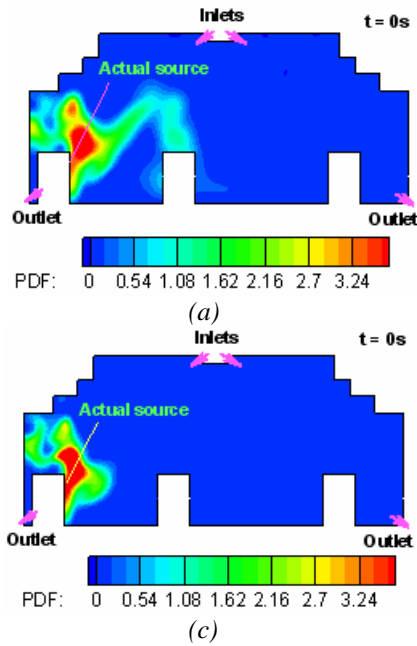 Inlets
t = 0s
Actual source
Outlet
Outlet
PDF: 0 0.54 1.08 1.62 2.16 2.7 3.24
(a)
Inlets
t = 0s
Actual source
Outlet
Outlet
PDF: 0 0.54 1.08 1.62 2.16 2.7 3.24
(c)